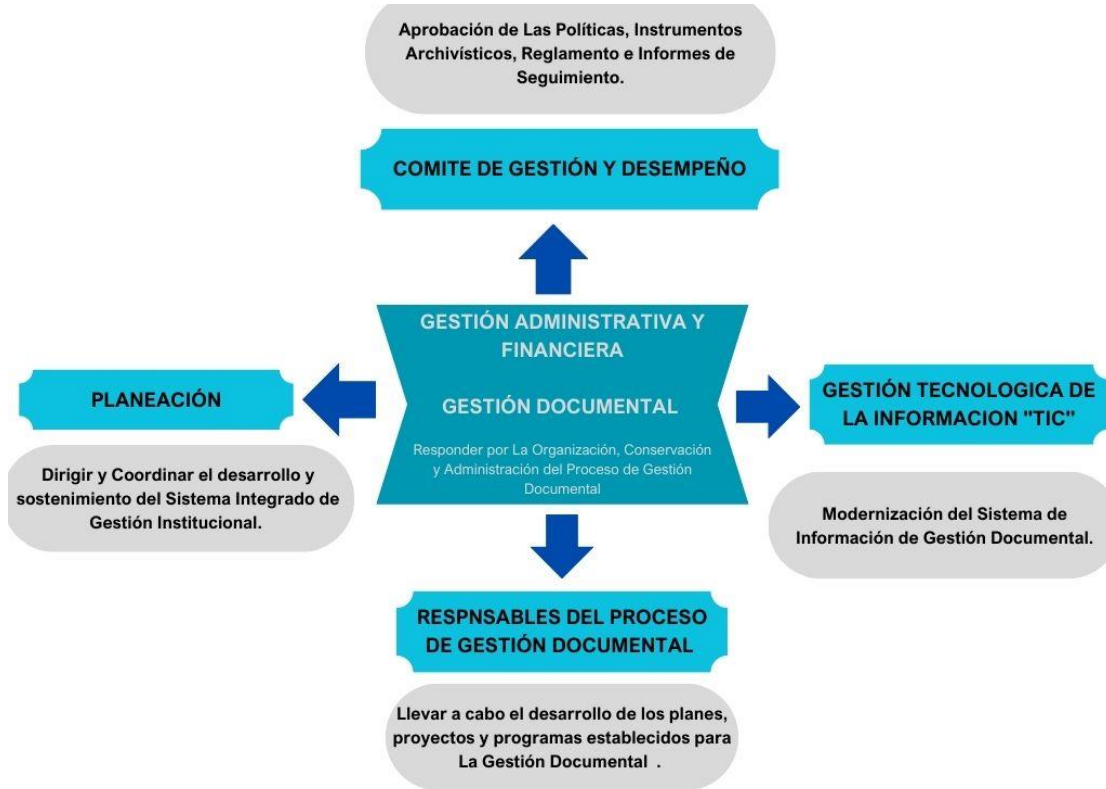 Aprobación de Las Políticas, Instrumentos
Archivísticos, Reglamento e Informes de
Seguimiento.
COMITE DE GESTIÓN Y DESEMPEÑO
GESTIÓN ADMINISTRATIVA Y
FINANCIERA
GESTIÓN DOCUMENTAL
Responder por La Organización, Conservación
y Administración del Proceso de Gestión
Documental
PLANEACIÓN
Dirigir y Coordinar el desarrollo y
sostenimiento del Sistema Integrado de
Gestión Institucional.
GESTIÓN TECNOLOGICA DE
LA INFORMACION "TIC"
Modernización del Sistema de
Información de Gestión Documental.
RESPNSABLES DEL PROCESO
DE GESTIÓN DOCUMENTAL
Llevar a cabo el desarrollo de los planes,
proyectos y programas establecidos para
La Gestión Documental .